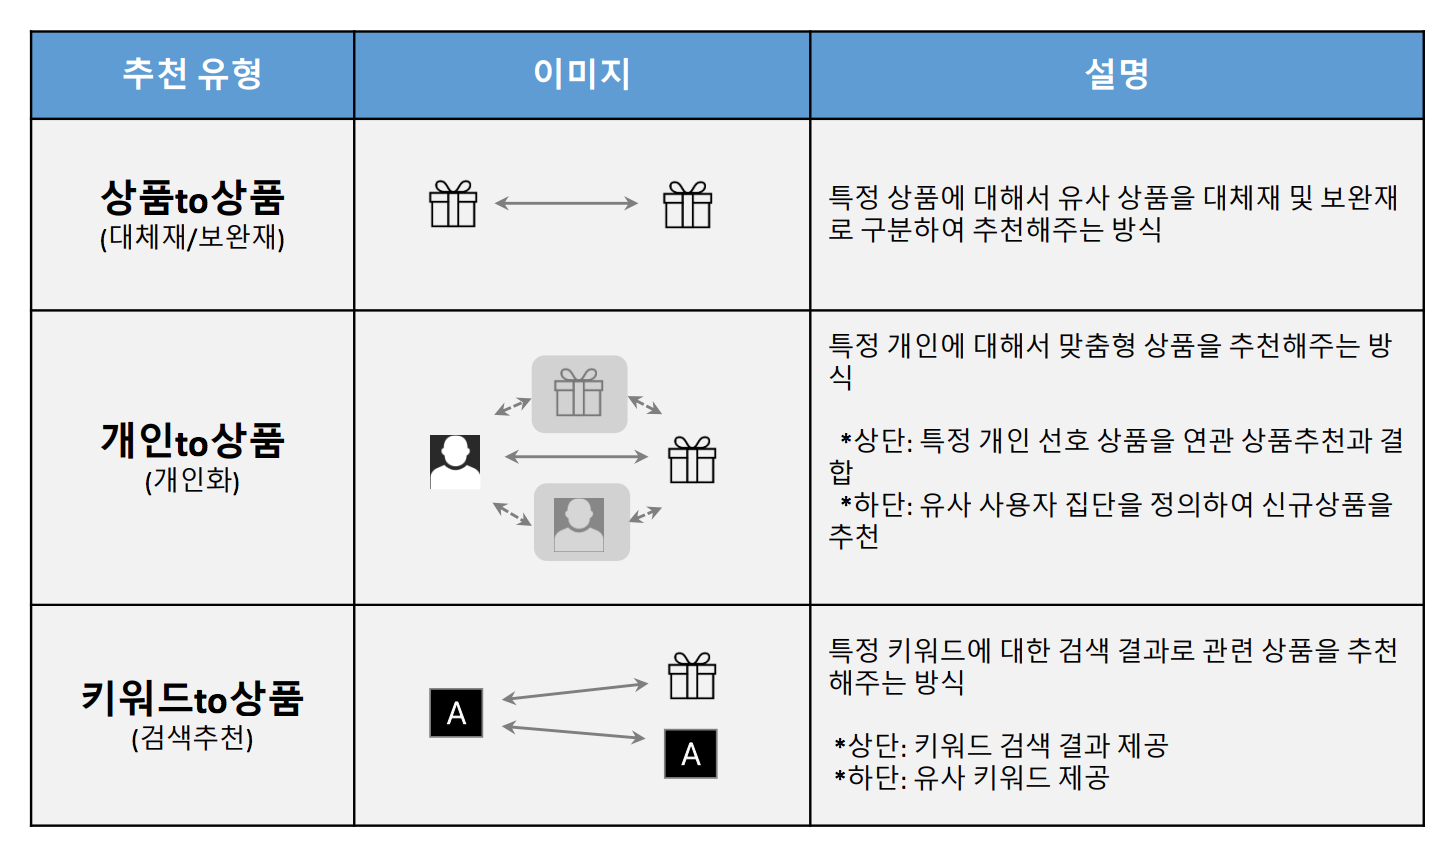 추천 유형
이미지
설명
상품to상품
(대체재/보완재)
특정 상품에 대해서 유사 상품을 대체재 및 보완재
로 구분하여 추천해주는 방식
개인to상품
(개인화)
특정 개인에 대해서 맞춤형 상품을 추천해주는 방
식
*상단: 특정 개인 선호 상품을 연관 상품추천과 결
합
*하단: 유사 사용자 집단을 정의하여 신규상품을
추천
키워드to상품
(검색추천)
A
A
특정 키워드에 대한 검색 결과로 관련 상품을 추천
해주는 방식
*상단: 키워드 검색 결과 제공
*하단: 유사 키워드 제공